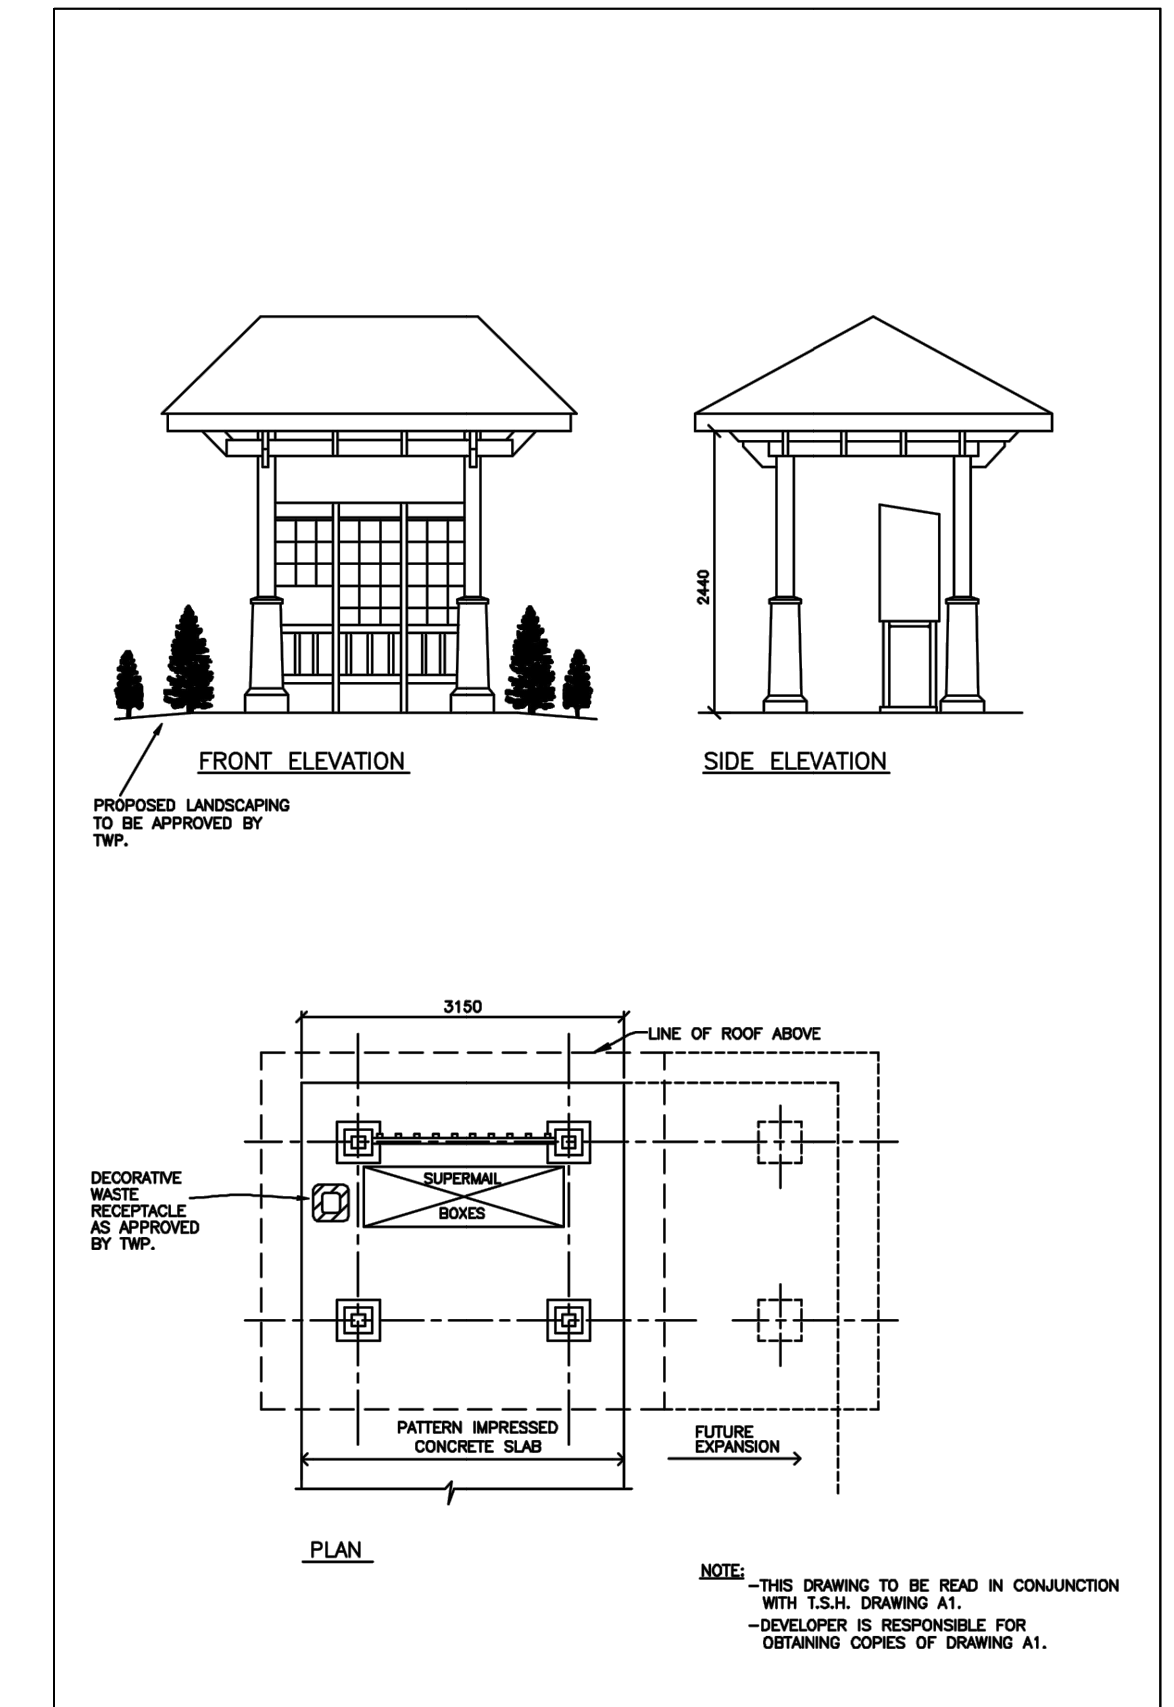 2440
FRONT ELEVATION
SIDE ELEVATION
PROPOSED LANDSCAPING
TO BE APPROVED BY
TWP.
3150
LINE OF ROOF ABOVE
DECORATIVE
WASTE
RECEPTACLE
AS APPROVED
BY TWP.
SUPERMAIL
BOXES
PATTERN IMPRESSED
CONCRETE SLAB
FUTURE
EXPANSION
PLAN
NOTE:
-THIS DRAWING TO BE READ IN CONJUNCTION
WITH T.S.H. DRAWING A1.
-DEVELOPER IS RESPONSIBLE FOR
OBTAINING COPIES OF DRAWING A1.